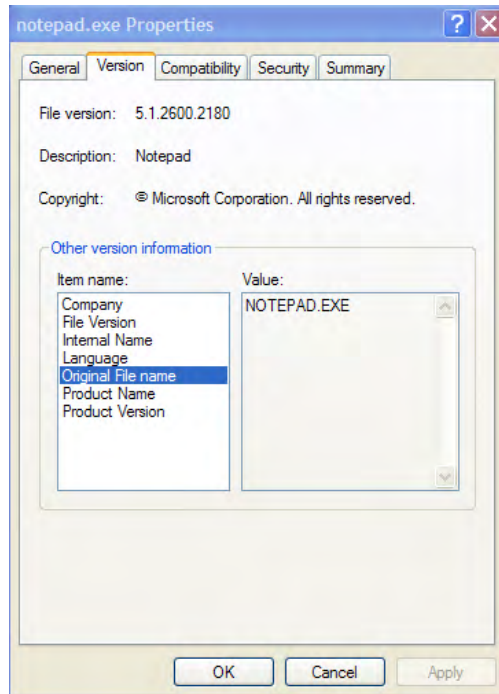 notepad.exe Properties
General Version Compatibility Security Summary
File version: 5.1.2600.2180
Description: Notepad
Copyright: © Microsoft Corporation. All rights reserved.
Other version information
Item name: Value:
Company NOTEPAD.EXE
File Version
Internal Name
Language
Original File name
Product Name
Product Version
OK Cancel Apply